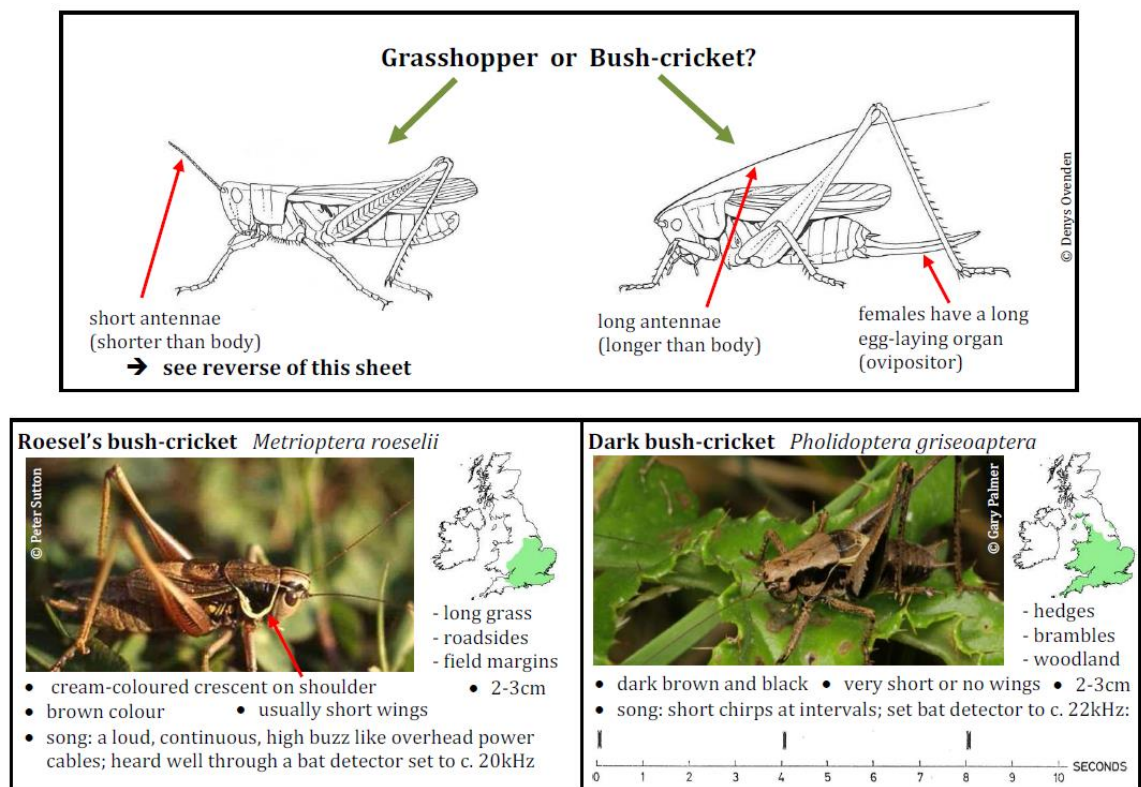 Grasshopper or Bush-cricket?
short antennae
(shorter than body)
➔ see reverse of this sheet
long antennae
(longer than body)
females have a long
egg-laying organ
(ovipositor)
© Denys Ovenden
Roesel's bush-cricket Metrioptera roeselii
© Peter Sutton
- long grass
- roadsides
- field margins
• cream-coloured crescent on shoulder • 2-3cm
• brown colour • usually short wings
• song: a loud, continuous, high buzz like overhead power
cables; heard well through a bat detector set to c. 20kHz
Dark bush-cricket Pholidoptera griseoaptera
© Gary Palmer
- hedges
- brambles
- woodland
• dark brown and black • very short or no wings • 2-3cm
• song: short chirps at intervals; set bat detector to c. 22kHz:
0 1 2 3 4 5 6 7 8 9 10 SECONDS